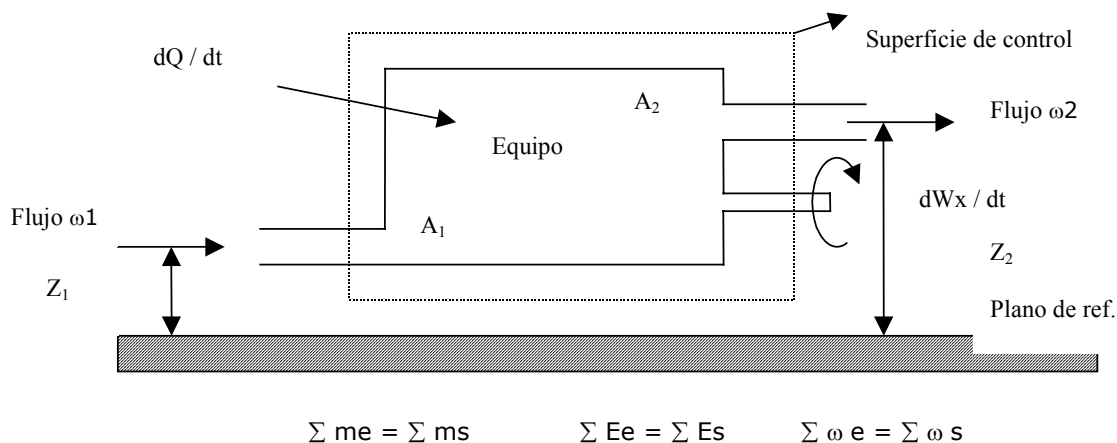 dQ / dt
Superficie de control
A₂
Flujo ω2
Equipo
Flujo ω1
A₁
dWx / dt
Z₁
Z₂
Plano de ref.
∑ me = ∑ ms ∑ Ee = ∑ Es ∑ ω e = ∑ ω s